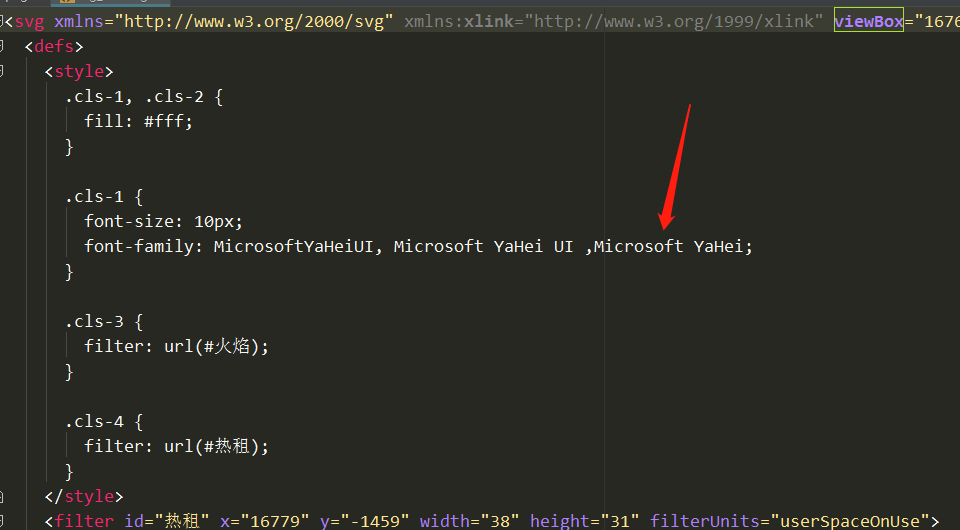 <svg xmlns="http://www.w3.org/2000/svg" xmlns:xlink="http://www.w3.org/1999/xlink" viewBox="1676
<defs>
<style>
.cls-1, .cls-2 {
fill: #fff;
}
.cls-1 {
font-size: 10px;
font-family: MicrosoftYaHeiUI, Microsoft YaHei UI ,Microsoft YaHei;
}
.cls-3 {
filter: url(#火焰);
}
.cls-4 {
filter: url(#热租);
}
</style>
<filter id="热租" x="16779" y="-1459" width="38" height="31" filterUnits="userSpaceOnUse">